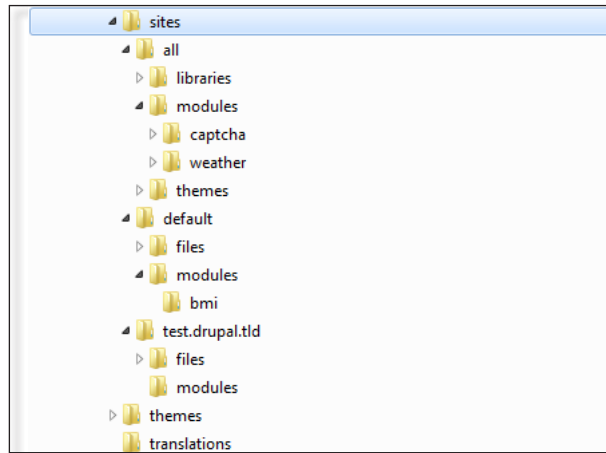 sites
all
libraries
modules
captcha
weather
themes
default
files
modules
bmi
test.drupal.tld
files
modules
themes
translations